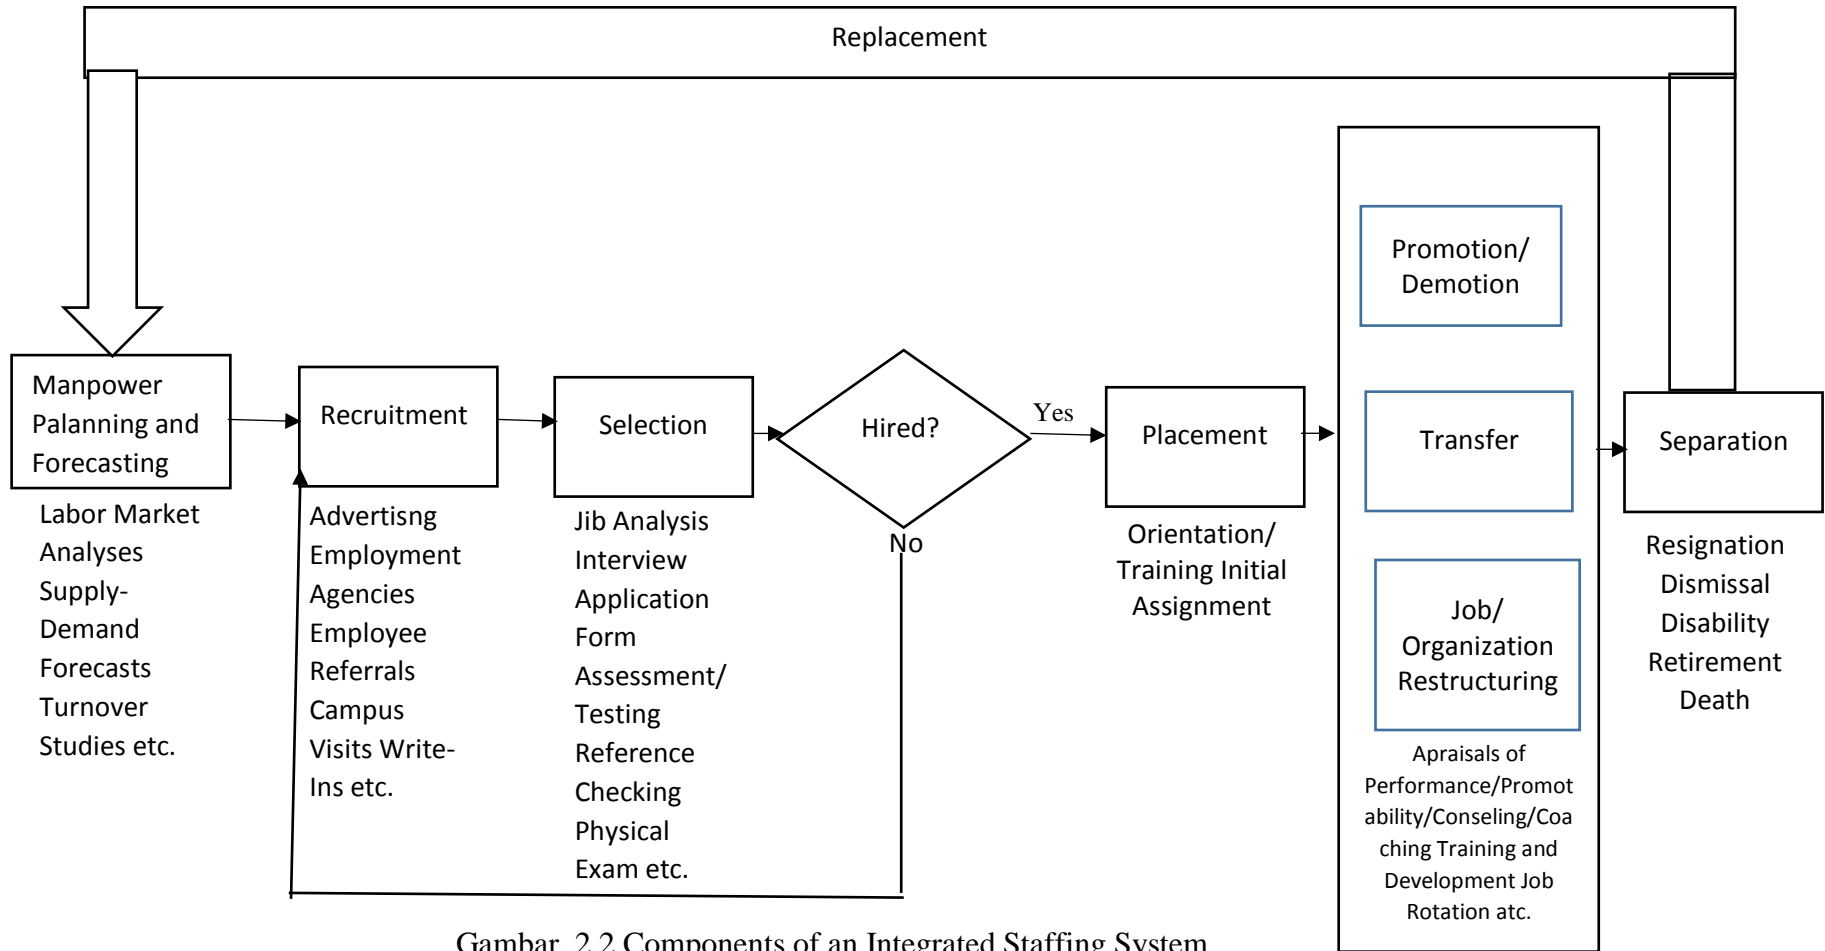 Replacement
Manpower
Palanning and
Forecasting
Labor Market
Analyses
Supply-
Demand
Forecasts
Turnover
Studies etc.
Recruitment
Advertisng
Employment
Agencies
Employee
Referrals
Campus
Visits Write-
Ins etc.
Selection
Jib Analysis
Interview
Application
Form
Assessment/
Testing
Reference
Checking
Physical
Exam etc.
Hired?
Yes
No
Placement
Orientation/
Training Initial
Assignment
Promotion/
Demotion
Transfer
Job/
Organization
Restructuring
Apraisals of
Performance/Promot
ability/Conseling/Coa
ching Training and
Development Job
Rotation atc.
Separation
Resignation
Dismissal
Disability
Retirement
Death
Gambar. 2.2 Components of an Integrated Staffing System